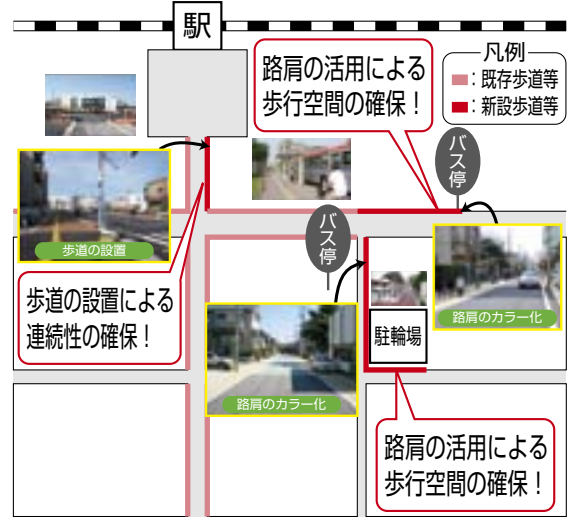 駅
凡例
：既存歩道等
：新設歩道等
路肩の活用による
歩行空間の確保！
バス停
歩道の設置
バス停
歩道の設置による
連続性の確保！
路肩のカラー化
駐輪場
路肩のカラー化
路肩の活用による
歩行空間の確保！